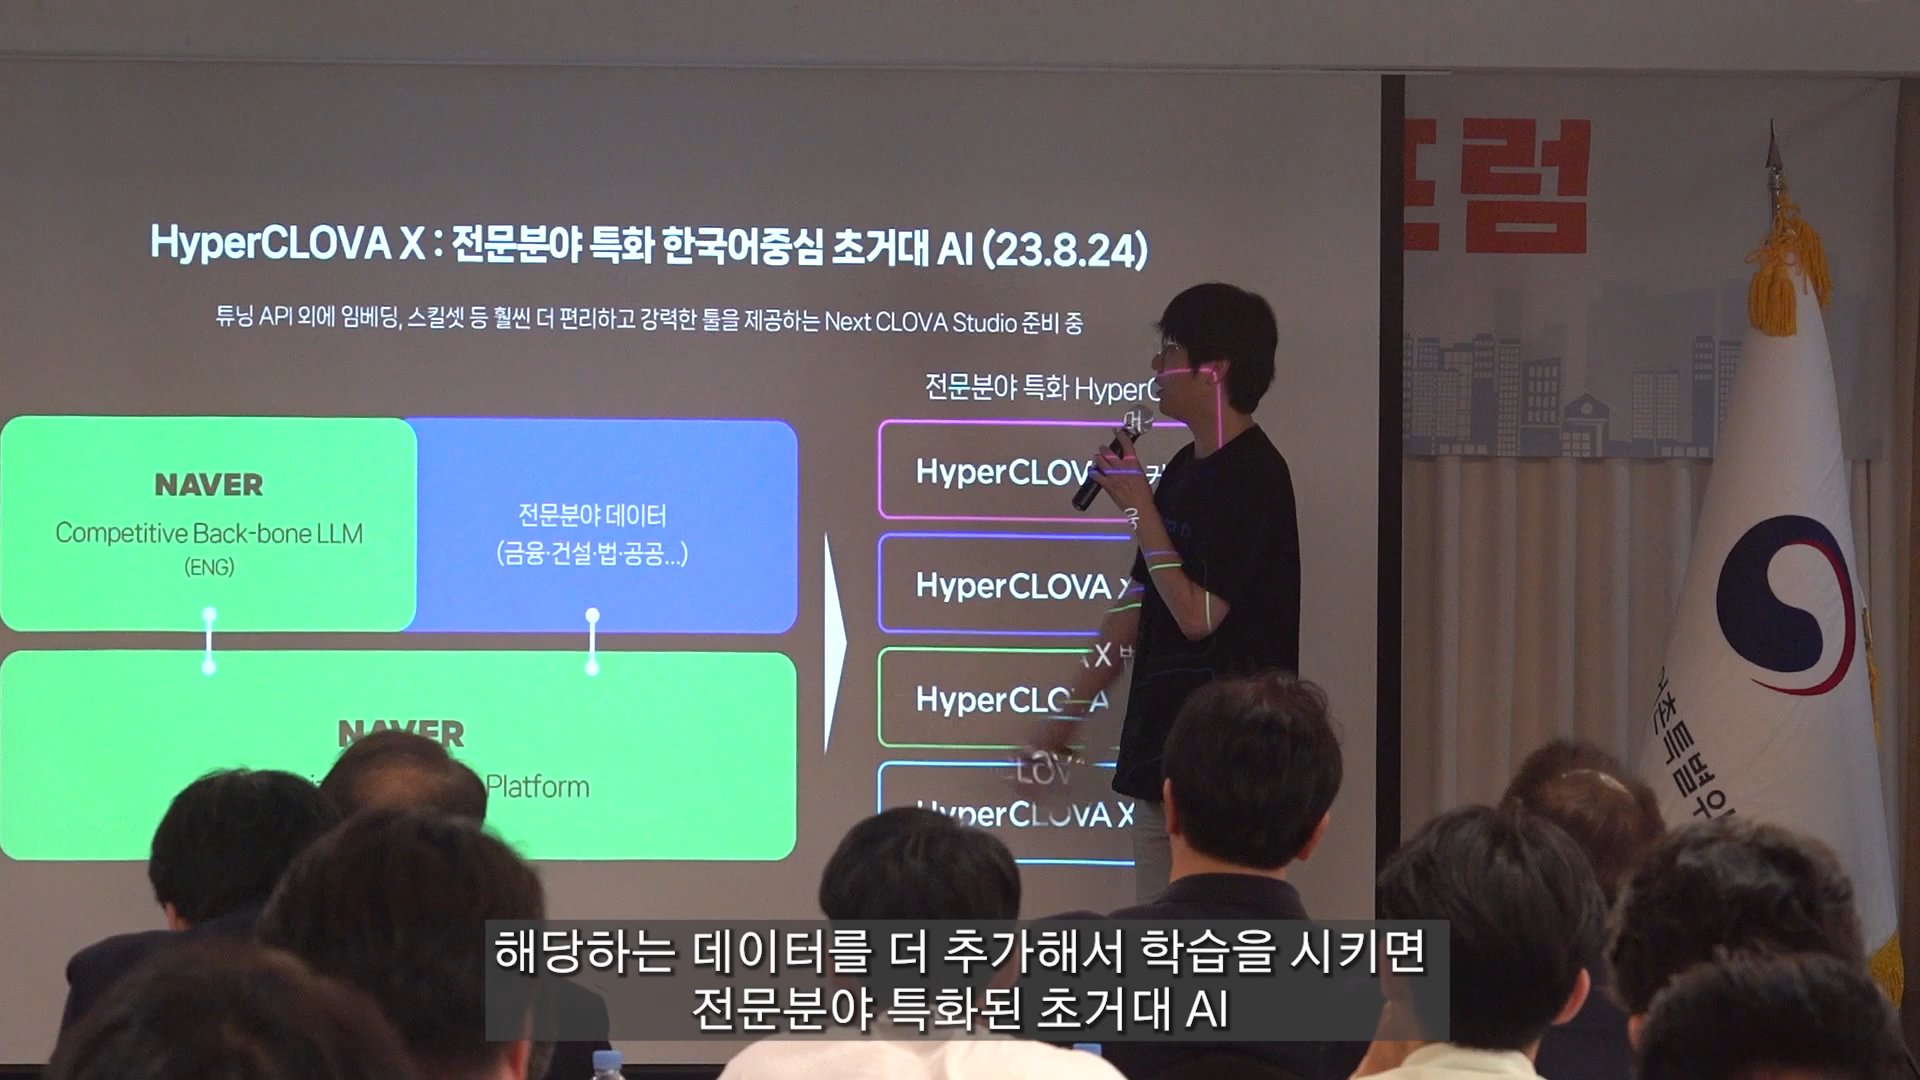 럼
HyperCLOVA X : 전문분야 특화 한국어중심 초거대 AI (23.8.24)
튜닝 API 외에 임베딩, 스킬셋 등 훨씬 더 편리하고 강력한 툴을 제공하는 Next CLOVA Studio 준비 중
전문분야 특화
NAVER
Competitive Back-bone LLM
(ENG)
전문분야 데이터
(금융·건설·법·공공...)
HyperCLOVA X
HyperCLOVA X
NAVER
Platform
해당하는 데이터를 더 추가해서 학습을 시키면
전문분야 특화된 초거대 AI